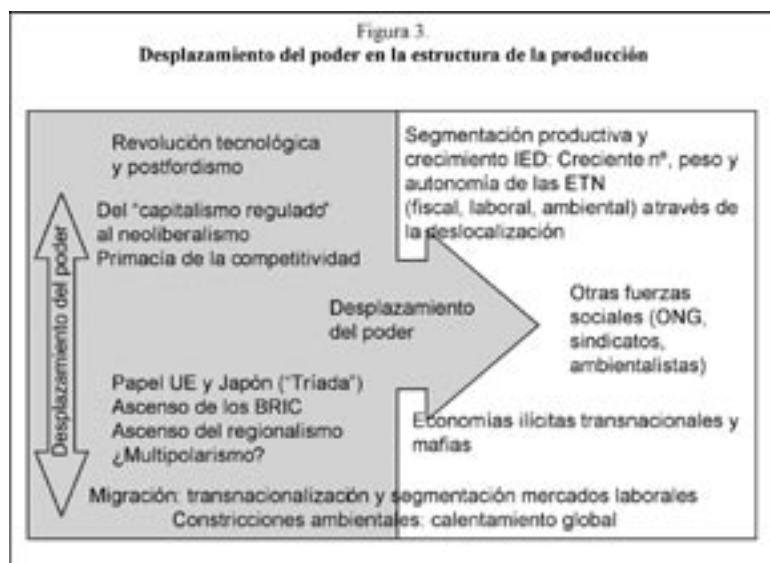 Figura 3.
Desplazamiento del poder en la estructura de la producción
Revolución tecnológica
y postfordismo
Del "capitalismo regulado"
al neoliberalismo
Primacía de la competitividad
Desplazamiento del poder
Papel UE y Japón ("Tríada")
Ascenso de los BRIC
Ascenso del regionalismo
¿Multipolarismo?
Desplazamiento
del poder
Segmentación productiva y
crecimiento IED: Creciente nº, peso y
autonomía de las ETN
(fiscal, laboral, ambiental) através de
la deslocalización
Otras fuerzas
sociales (ONG,
sindicatos,
ambientalistas)
Economías ilícitas transnacionales y
mafias
Migración: transnacionalización y segmentación mercados laborales
Constricciones ambientales: calentamiento global